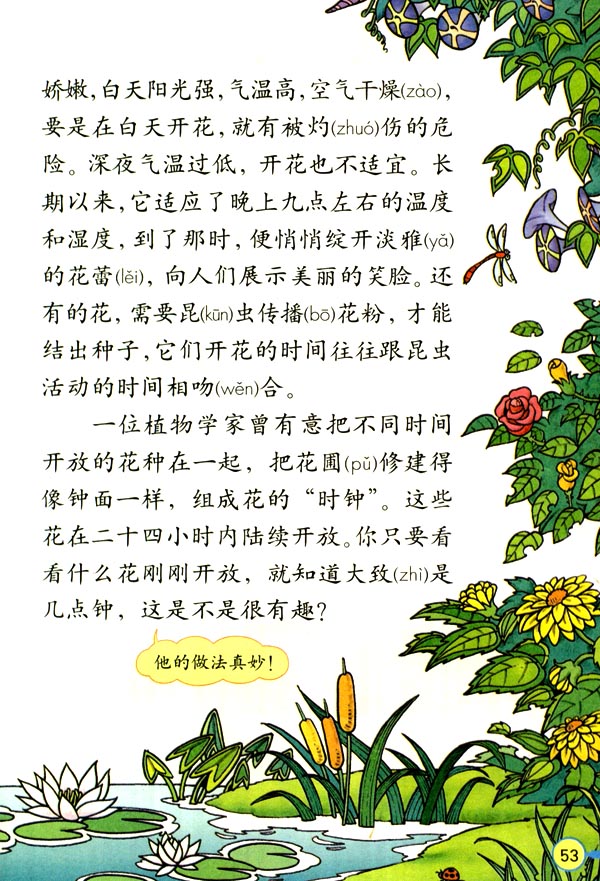 娇嫩，白天阳光强，气温高，空气干燥(zào)，
要是在白天开花，就有被灼(zhuó)伤的危
险。深夜气温过低，开花也不适宜。长
期以来，它适应了晚上九点左右的温度
和湿度，到了那时，便悄悄绽开淡雅(yǎ)
的花蕾(lěi)，向人们展示美丽的笑脸。还
有的花，需要昆(kūn)虫传播(bō)花粉，才能
结出种子，它们开花的时间往往跟昆虫
活动的时间相吻(wěn)合。
一位植物学家曾有意把不同时间
开放的花种在一起，把花圃(pǔ)修建得
像钟面一样，组成花的“时钟”。这些
花在二十四小时内陆续开放。你只要看
看什么花刚刚开放，就知道大致(zhì)是
几点钟，这是不是很有趣？
他的做法真妙！
53